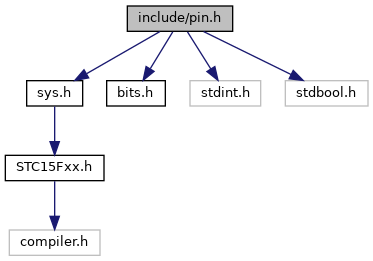 include/pin.h
sys.h
bits.h
stdint.h
stdbool.h
STC15Fxx.h
compiler.h